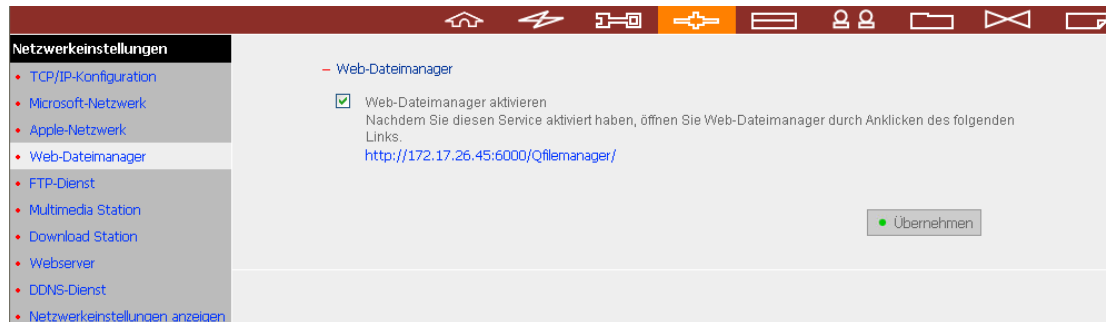 Netzwerkeinstellungen
TCP/IP-Konfiguration
Microsoft-Netzwerk
Apple-Netzwerk
Web-Dateimanager
FTP-Dienst
Multimedia Station
Download Station
Webserver
DDNS-Dienst
Netzwerkeinstellungen anzeigen
– Web-Dateimanager
Web-Dateimanager aktivieren
Nachdem Sie diesen Service aktiviert haben, öffnen Sie Web-Dateimanager durch Anklicken des folgenden
Links.
http://172.17.26.45:6000/Qfilemanager/
Übernehmen